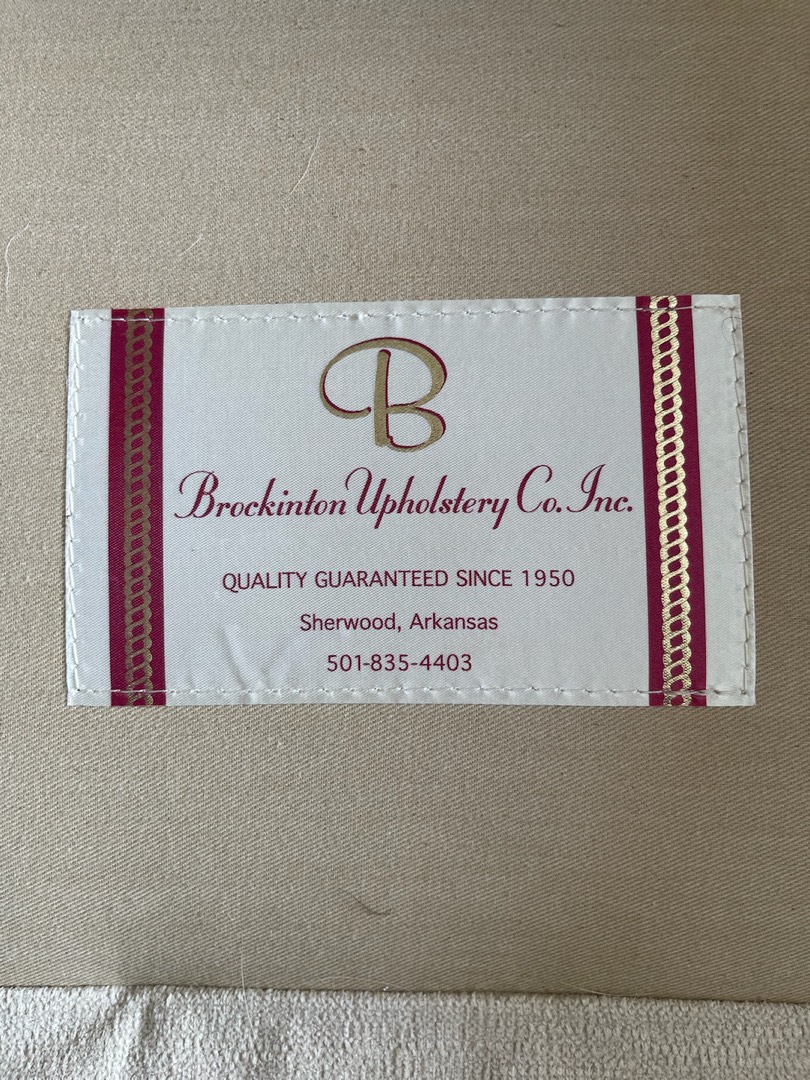 B
Brockinton Upholstery Co. Inc.
QUALITY GUARANTEED SINCE 1950
Sherwood, Arkansas
501-835-4403